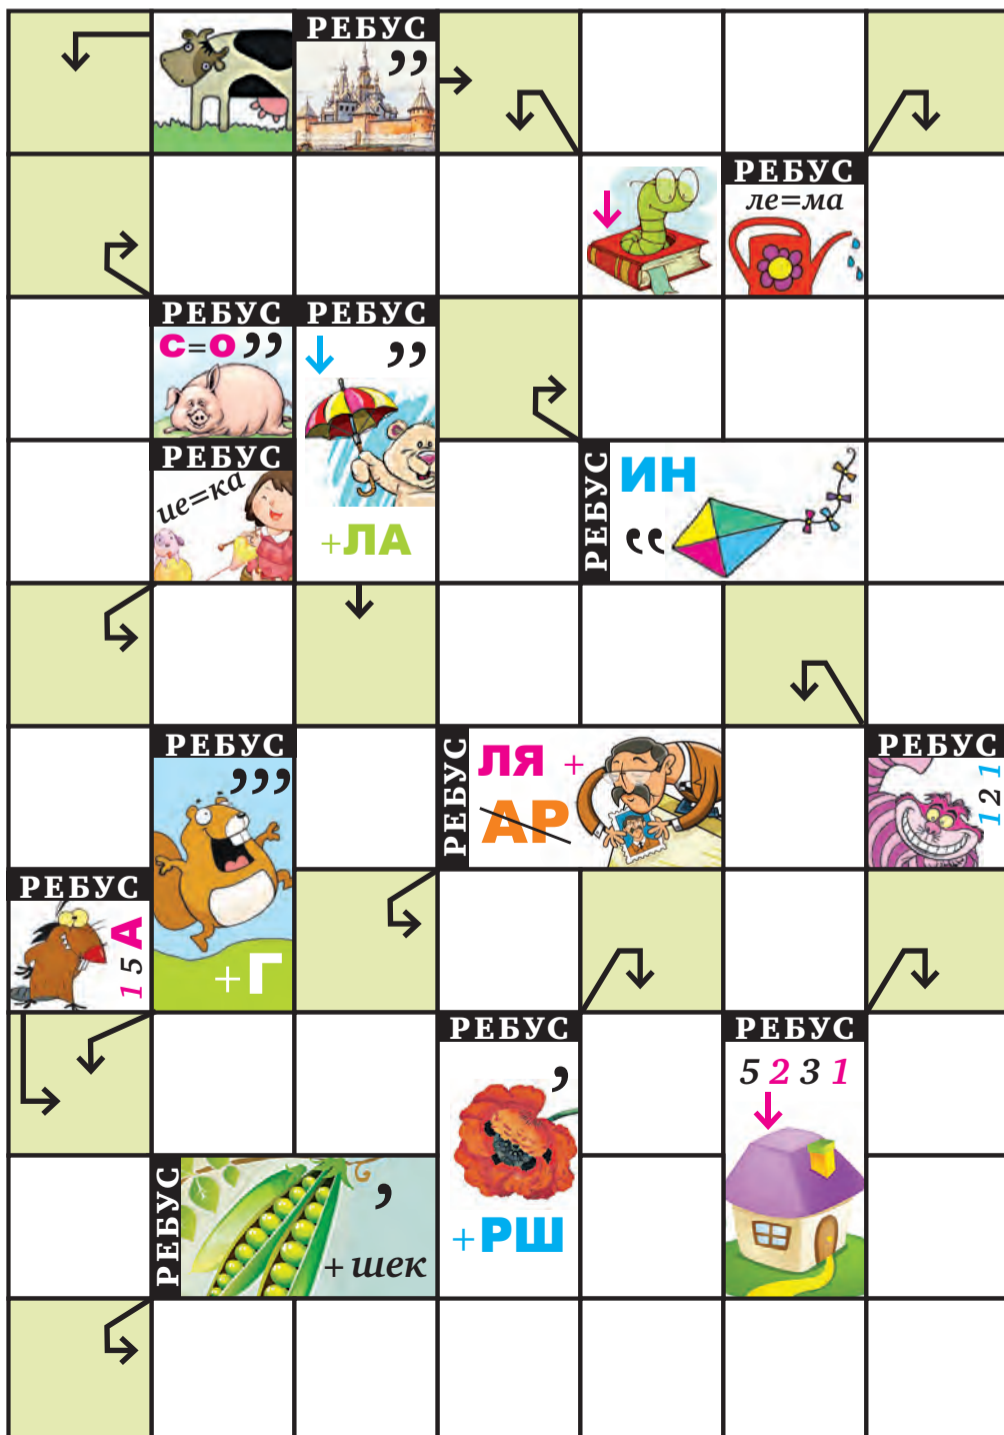 РЕБУС
,,
РЕБУС
ле=ма
РЕБУС
С=О ,,
РЕБУС
,,
+ЛА
РЕБУС
ие=ка
РЕБУС
ИН
,,
РЕБУС
,,,
+Г
РЕБУС
ЛЯ +
АР
РЕБУС
1 2 1
РЕБУС
1 5 А
РЕБУС
,
+РШ
РЕБУС
5 2 3 1
РЕБУС
,
+ шек